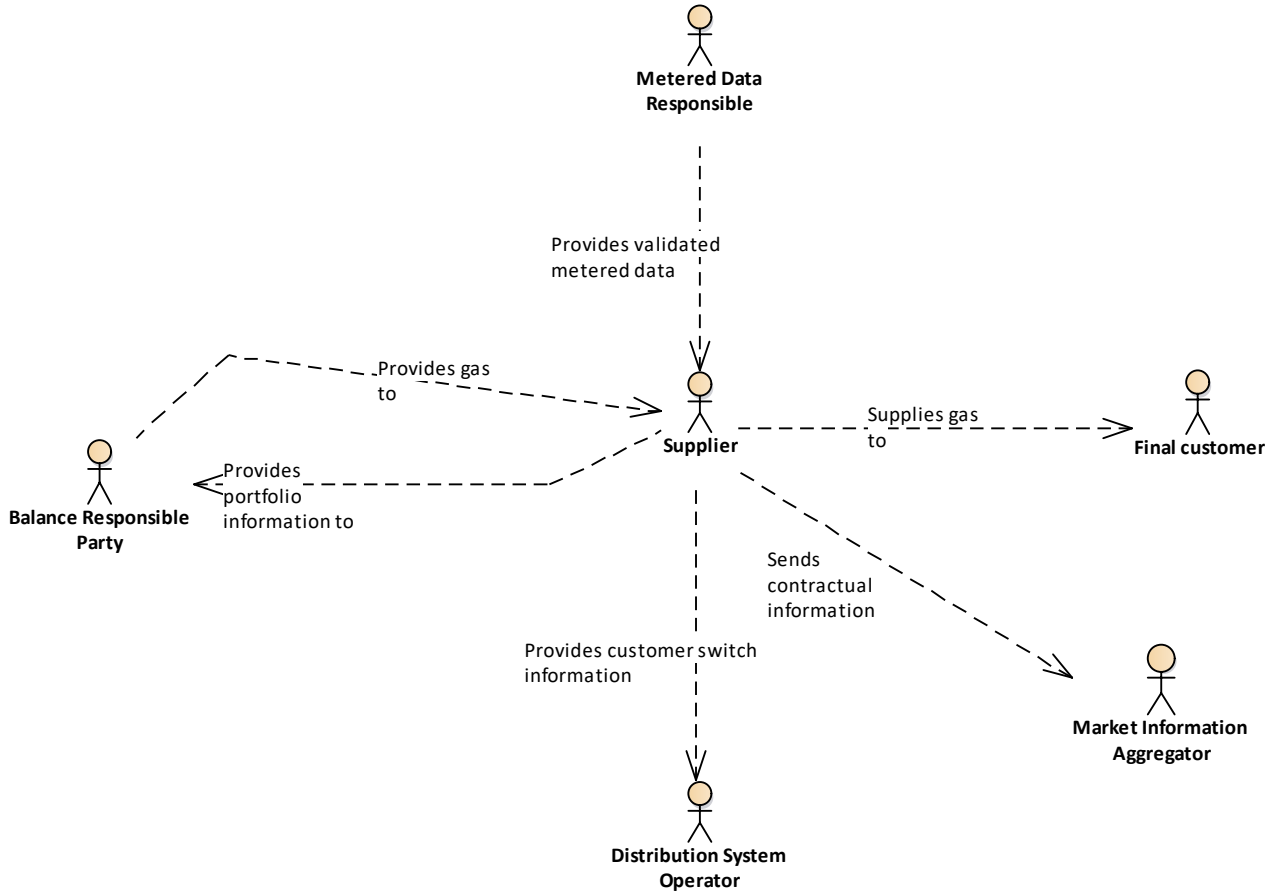 Metered Data
Responsible
Provides validated
metered data
Provides gas
to
Supplier
Supplies gas
to
Final customer
Balance Responsible
Party
Provides
portfolio
information to
Sends
contractual
information
Provides customer switch
information
Market Information
Aggregator
Distribution System
Operator